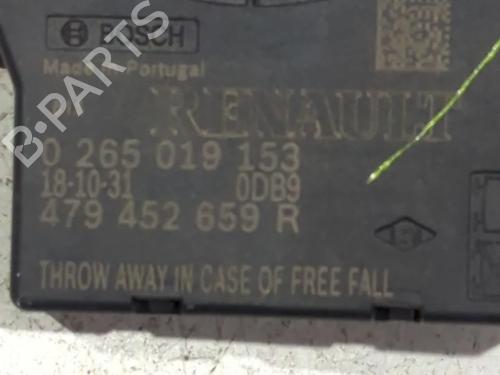 BOSCH
Made in Portugal
RENAULT
0 265 019 153
18-10-31 0DB9
479 452 659 R
THROW AWAY IN CASE OF FREE FALL
B-PARTS